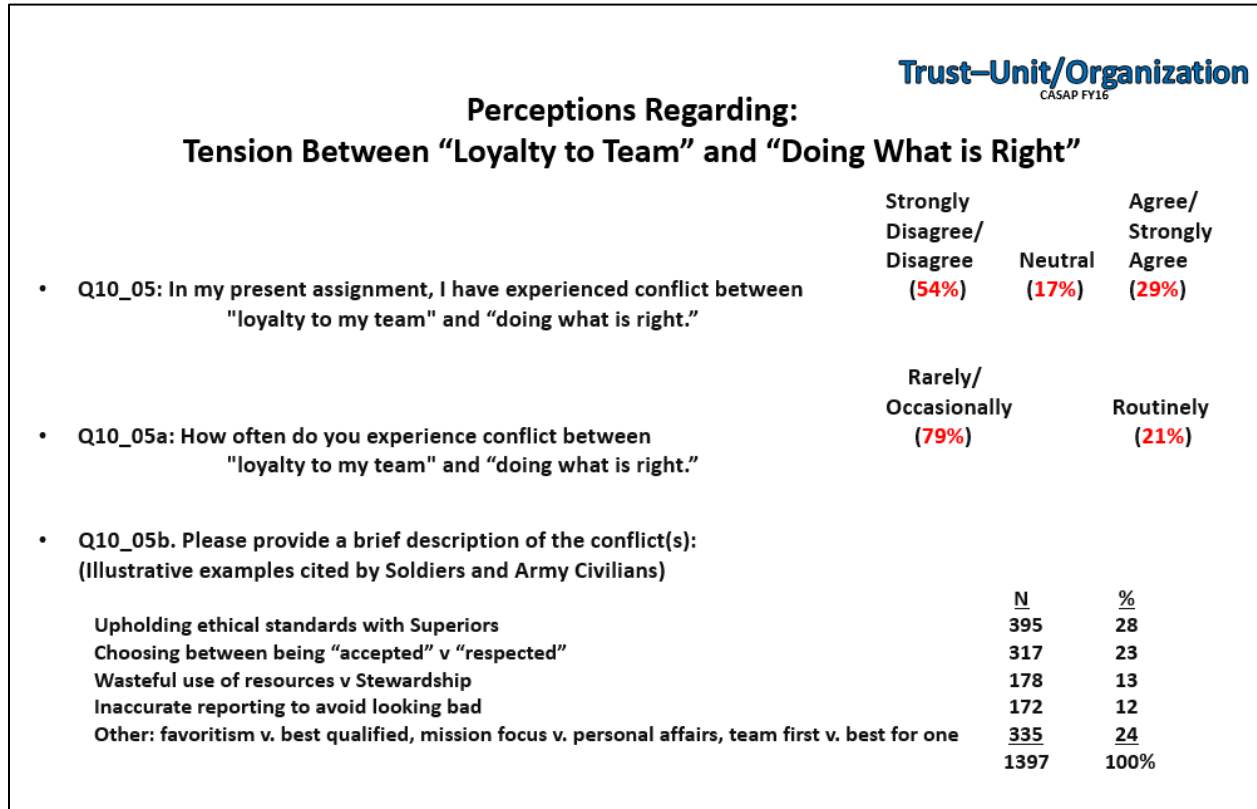 Trust–Unit/Organization
CASAP FY16
Perceptions Regarding:
Tension Between “Loyalty to Team” and “Doing What is Right”
Strongly Agree/
Disagree/ Strongly
Disagree Neutral Agree
• Q10_05: In my present assignment, I have experienced conflict between (54%) (17%) (29%)
"loyalty to my team" and “doing what is right.”
Rarely/
Occasionally Routinely
• Q10_05a: How often do you experience conflict between (79%) (21%)
"loyalty to my team" and “doing what is right.”
• Q10_05b. Please provide a brief description of the conflict(s):
(Illustrative examples cited by Soldiers and Army Civilians)
N %
Upholding ethical standards with Superiors 395 28
Choosing between being “accepted” v “respected” 317 23
Wasteful use of resources v Stewardship 178 13
Inaccurate reporting to avoid looking bad 172 12
Other: favoritism v. best qualified, mission focus v. personal affairs, team first v. best for one 335 24
1397 100%